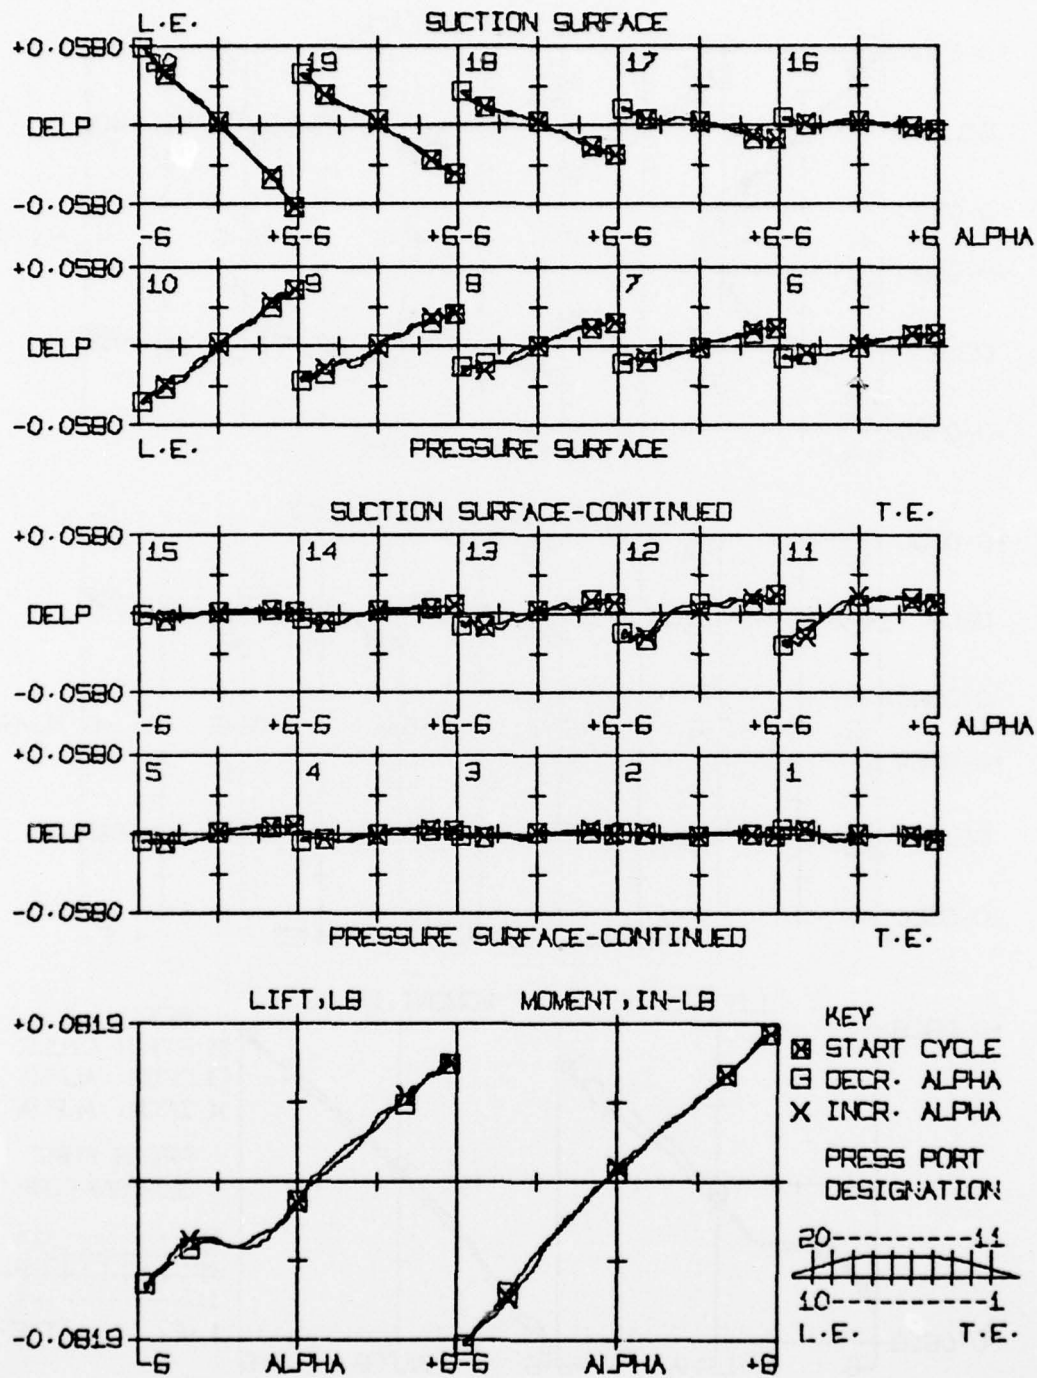 L.E. SUCTION SURFACE
+0.0580
19 18 17 16
DELP
-0.0580
-6 +6-6 +6-6 +6-6 +6-6 +6 ALPHA
+0.0580
10 9 8 7 6
DELP
-0.0580
L.E. PRESSURE SURFACE
SUCTION SURFACE-CONTINUED T.E.
+0.0580
15 14 13 12 11
DELP
-0.0580
-6 +6-6 +6-6 +6-6 +6-6 +6 ALPHA
+0.0580
5 4 3 2 1
DELP
-0.0580
PRESSURE SURFACE-CONTINUED T.E.
LIFT,LB MOMENT,IN-LB
+0.0819
-0.0819
-6 ALPHA +6-6 ALPHA +6
KEY
START CYCLE
DECR. ALPHA
INCR. ALPHA
PRESS PORT
DESIGNATION
20---------11
10---------1
L.E. T.E.